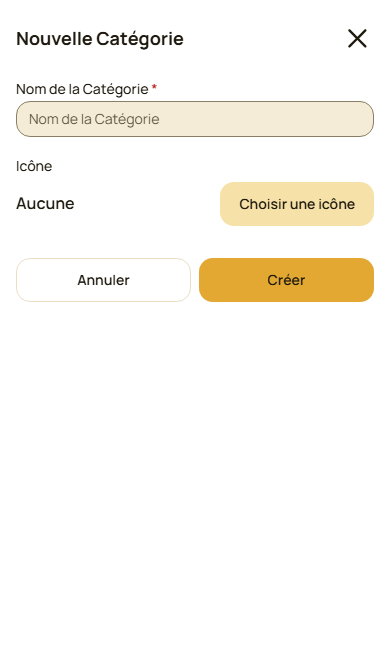 Nouvelle Catégorie
Nom de la Catégorie *
Nom de la Catégorie
Icône
Aucune
Choisir une icône
Annuler
Créer